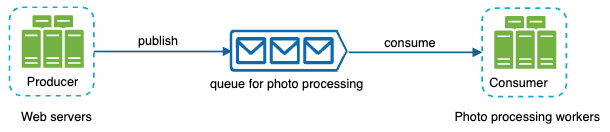 publish
consume
Producer
queue for photo processing
Consumer
Web servers
Photo processing workers